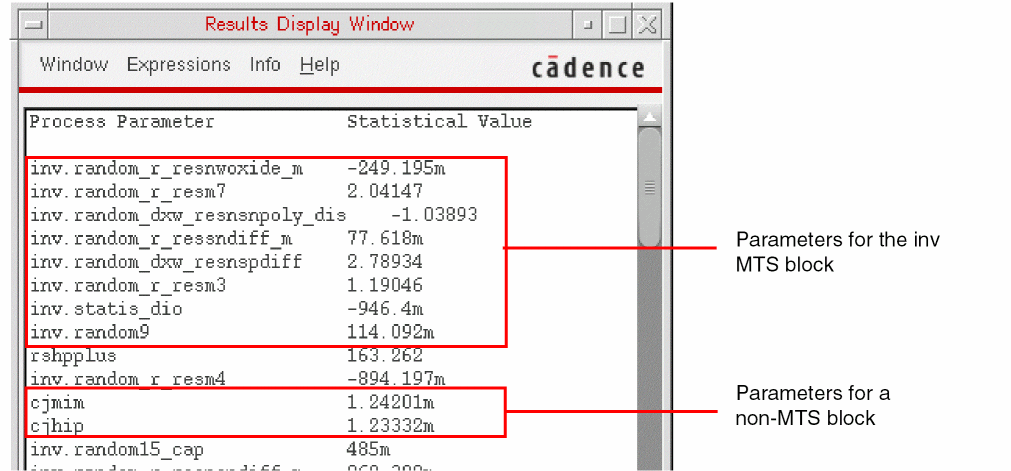 Results Display Window
Window Expressions Info Help
cādence
Process Parameter Statistical Value
inv.random_r_resnwoxide_m -249.195m
inv.random_r_resm7 2.04147
inv.random_dxw_resnsnpoly_dis -1.03893
inv.random_r_ressndiff_m 77.618m
inv.random_dxw_resnspdiff 2.78934
inv.random_r_resm3 1.19046
inv.statis_dio -946.4m
inv.random9 114.092m
rshpplus 163.262
inv.random_r_resm4 -894.197m
cjmim 1.24201m
cjhip 1.23332m
inv.random15_cap 485m
Parameters for the inv
MTS block
Parameters for a
non-MTS block